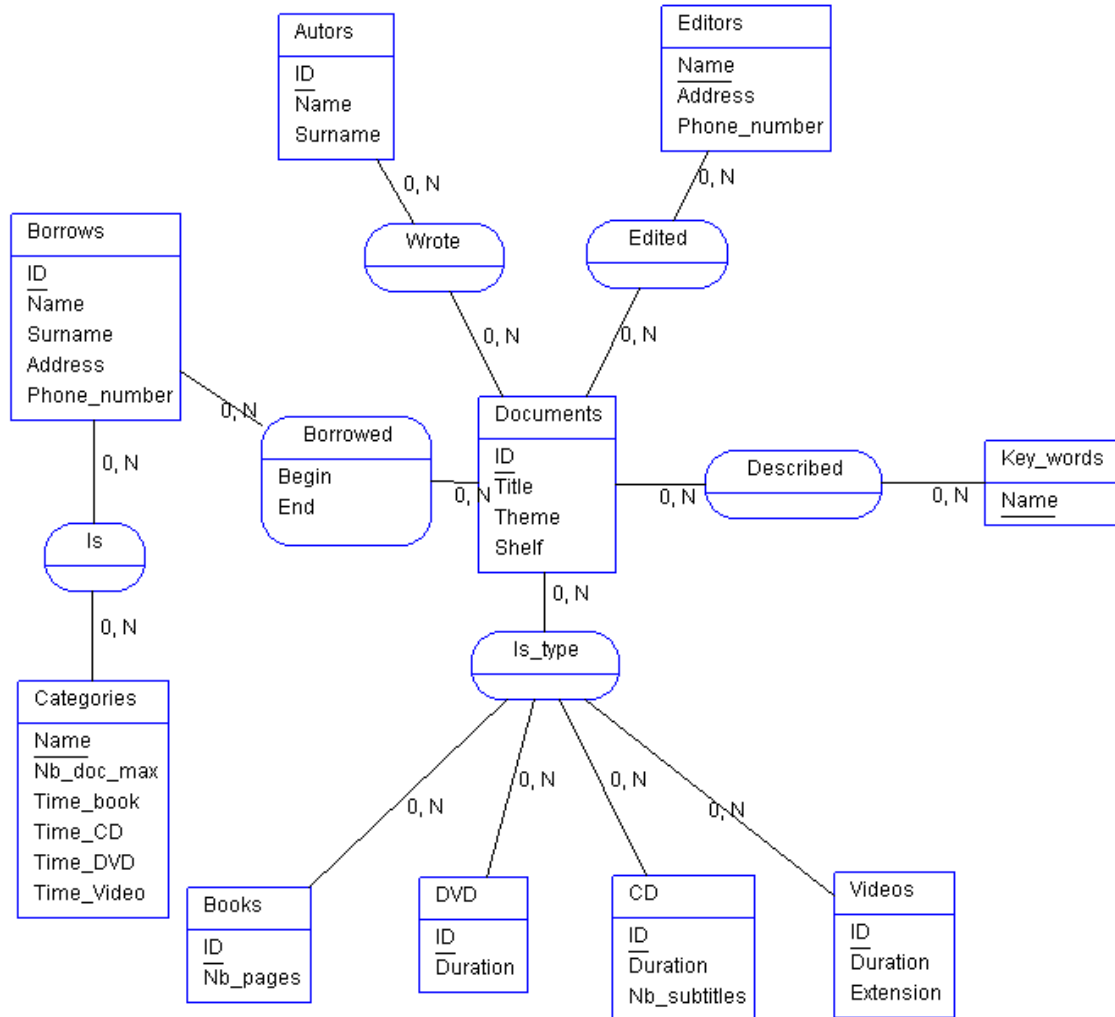 Autors
ID
Name
Surname
Editors
Name
Address
Phone_number
0, N
0, N
Wrote
Edited
Borrows
ID
Name
Surname
Address
Phone_number
0, N
0, N
0, N
Borrowed
Begin
End
0, N
Documents
ID
Title
Theme
Shelf
0, N
Described
0, N
Key_words
Name
0, N
Is
0, N
0, N
Is_type
Categories
Name
Nb_doc_max
Time_book
Time_CD
Time_DVD
Time_Video
0, N
0, N
0, N
0, N
Books
ID
Nb_pages
DVD
ID
Duration
CD
ID
Duration
Nb_subtitles
Videos
ID
Duration
Extension